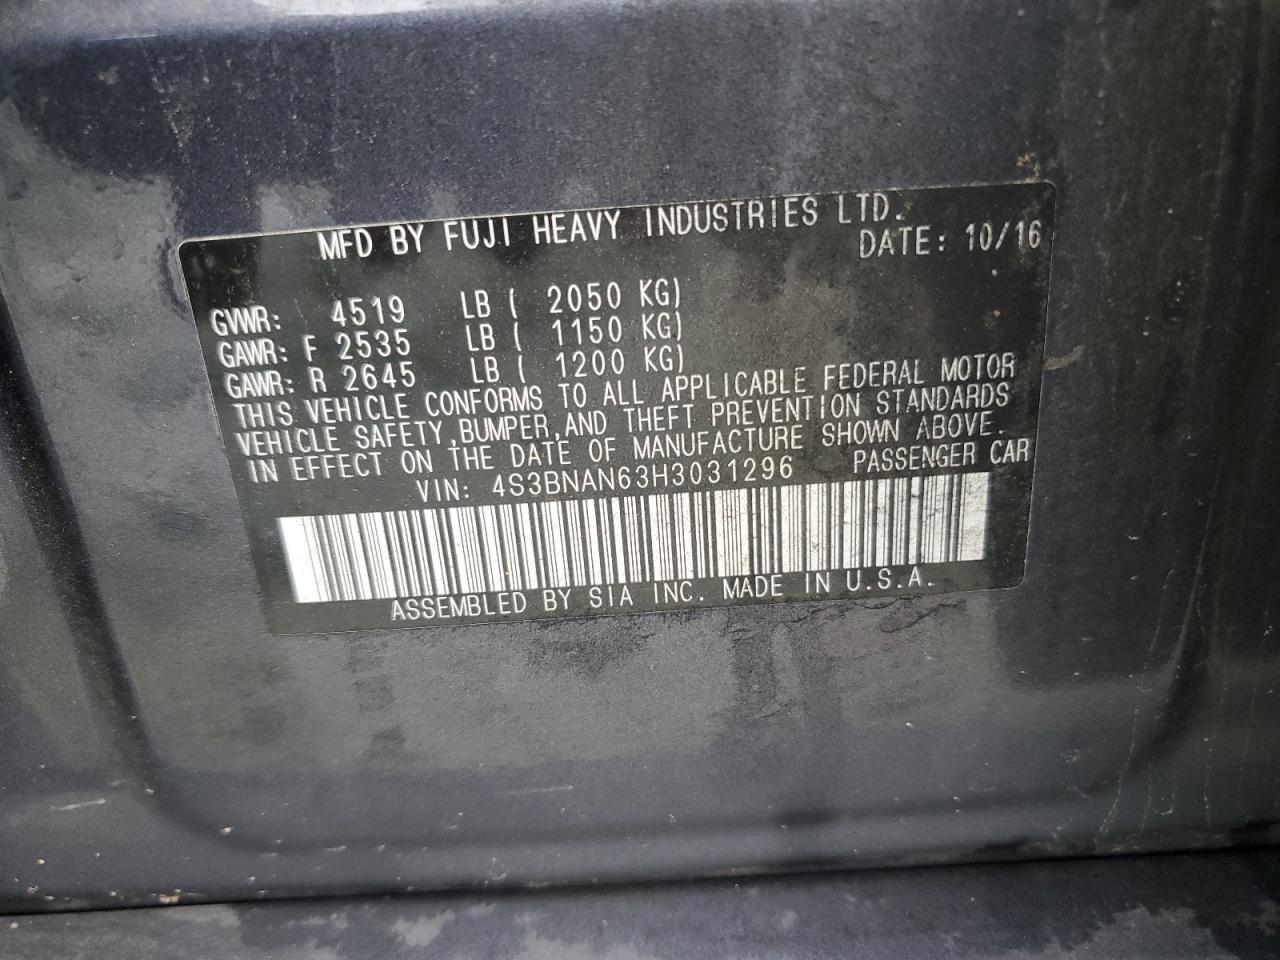 MFD BY FUJI HEAVY INDUSTRIES LTD.
DATE: 10/16
GVWR: 4519 LB ( 2050 KG)
GAWR: F 2535 LB ( 1150 KG)
GAWR: R 2645 LB ( 1200 KG)
THIS VEHICLE CONFORMS TO ALL APPLICABLE FEDERAL MOTOR
VEHICLE SAFETY,BUMPER,AND THEFT PREVENTION STANDARDS
IN EFFECT ON THE DATE OF MANUFACTURE SHOWN ABOVE.
VIN: 4S3BNAN63H3031296 PASSENGER CAR
ASSEMBLED BY SIA INC. MADE IN U.S.A.